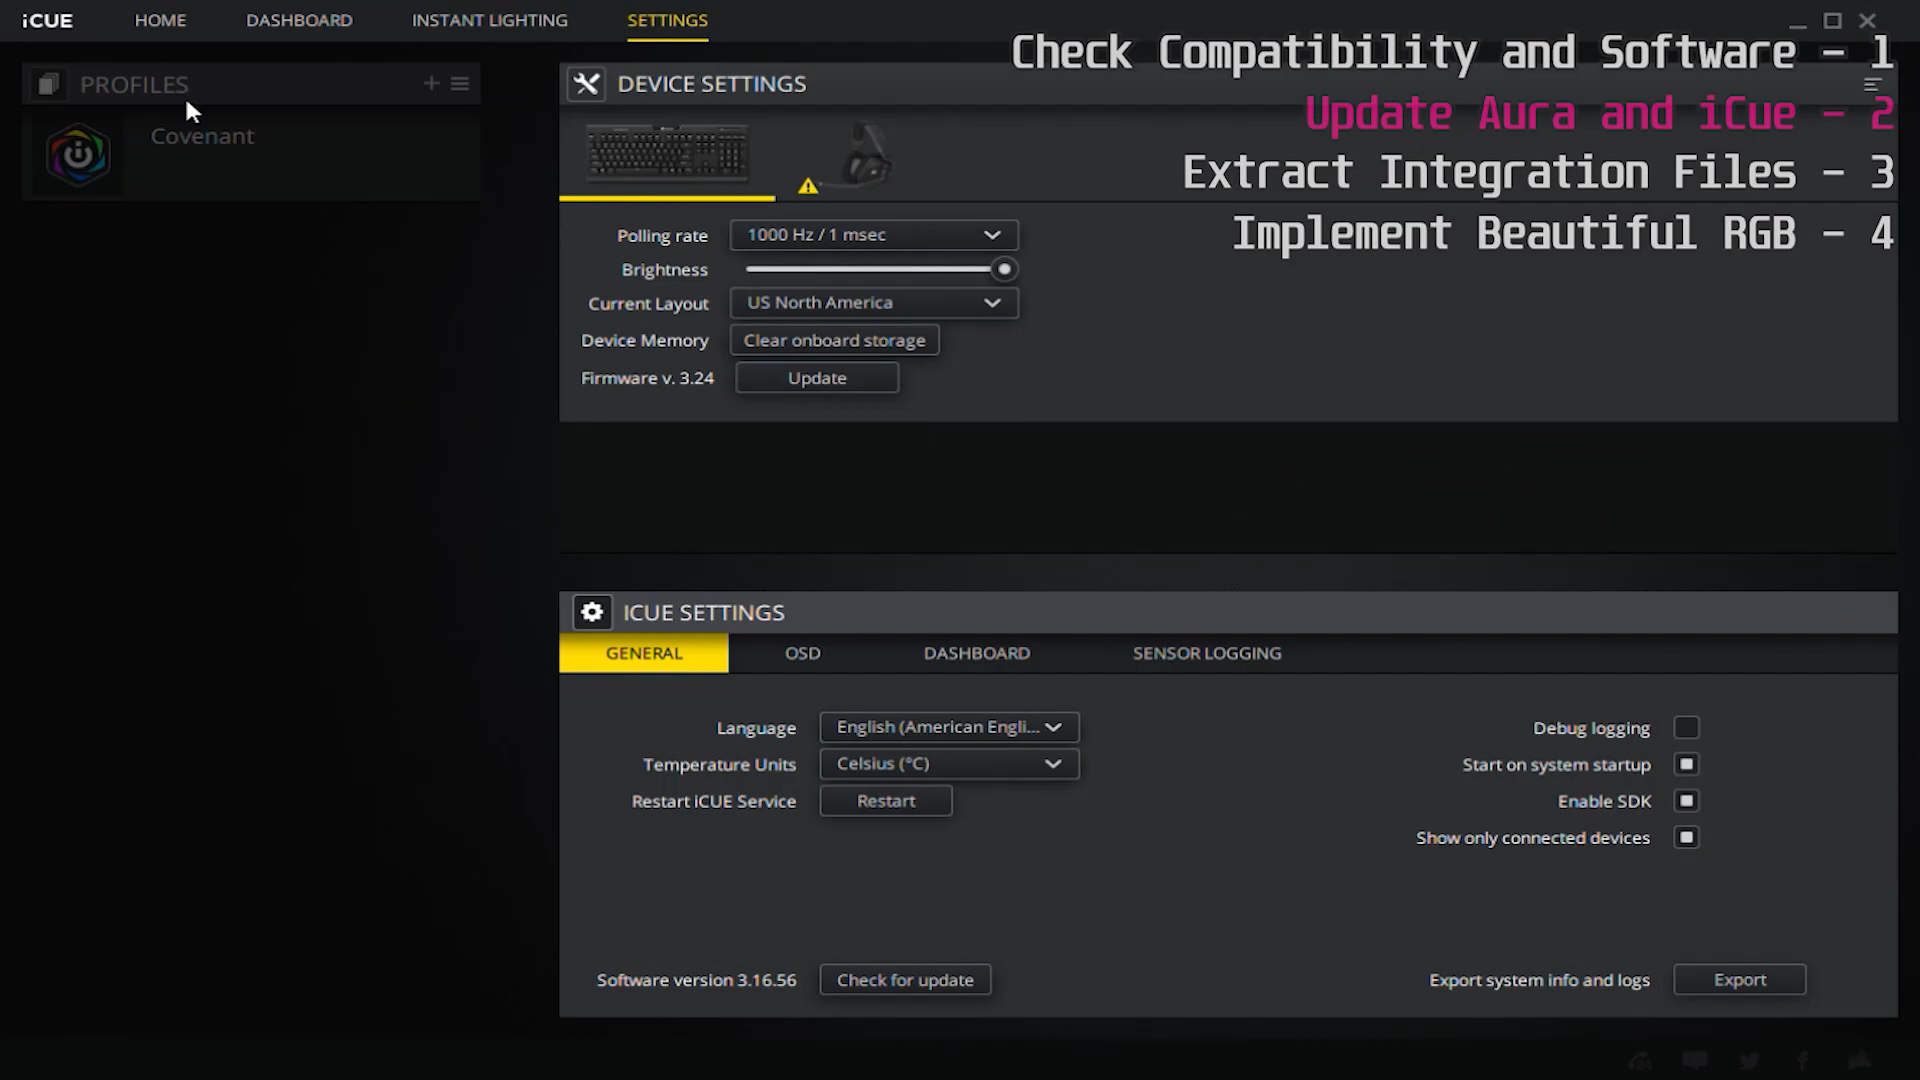 iCUE
HOME
DASHBOARD
INSTANT LIGHTING
SETTINGS
Check Compatibility and Software - 1
Update Aura and iCue - 2
Extract Integration Files - 3
Implement Beautiful RGB - 4
PROFILES
Covenant
DEVICE SETTINGS
Polling rate
1000 Hz / 1 msec
Brightness
Current Layout
US North America
Device Memory
Clear onboard storage
Firmware v. 3.24
Update
ICUE SETTINGS
GENERAL
OSD
DASHBOARD
SENSOR LOGGING
Language
English (American Engli...
Temperature Units
Celsius (°C)
Restart iCUE Service
Restart
Debug logging
Start on system startup
Enable SDK
Show only connected devices
Software version 3.16.56
Check for update
Export system info and logs
Export